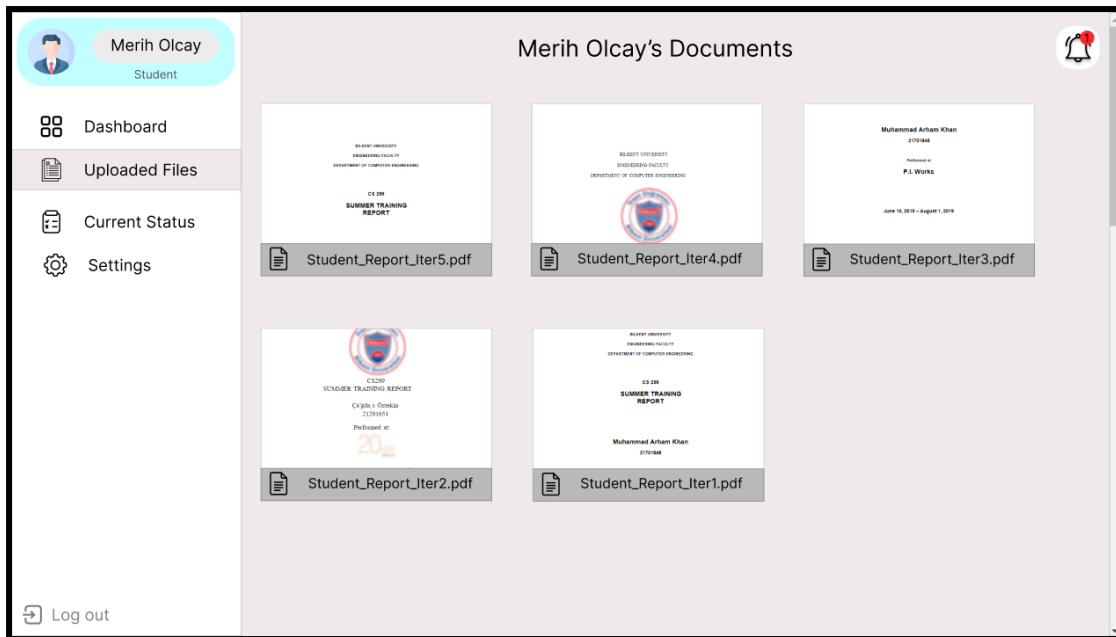 Merih Olcay
Student
Dashboard
Uploaded Files
Current Status
Settings
Log out
Merih Olcay's Documents
1
BILKENT UNIVERSITY
ENGINEERING FACULTY
DEPARTMENT OF COMPUTER ENGINEERING
CS 299
SUMMER TRAINING
REPORT
Student_Report_Iter5.pdf
BILKENT UNIVERSITY
ENGINEERING FACULTY
DEPARTMENT OF COMPUTER ENGINEERING
Student_Report_Iter4.pdf
Muhammad Arham Khan
21701848
Performed at
P.I. Works
June 10, 2019 – August 1, 2019
Student_Report_Iter3.pdf
CS299
SUMMER TRAINING REPORT
21201651
Performed at:
20
Student_Report_Iter2.pdf
BILKENT UNIVERSITY
ENGINEERING FACULTY
DEPARTMENT OF COMPUTER ENGINEERING
CS 299
SUMMER TRAINING
REPORT
Muhammad Arham Khan
21701848
Student_Report_Iter1.pdf